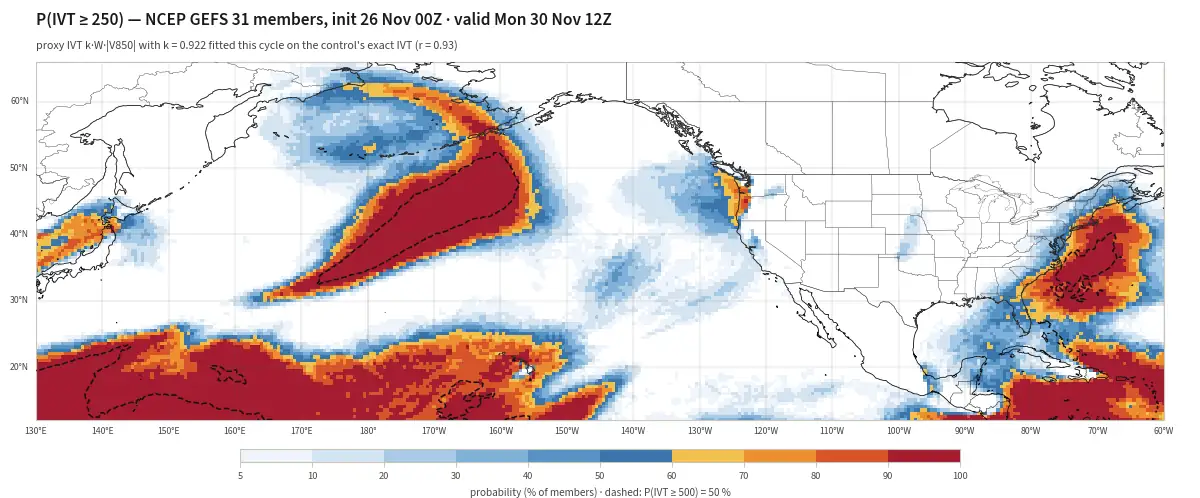 P(IVT ≥ 250) — NCEP GEFS 31 members, init 26 Nov 00Z · valid Mon 30 Nov 12Z
proxy IVT k·W·|V850| with k = 0.922 fitted this cycle on the control's exact IVT (r = 0.93)
60°N
50°N
40°N
30°N
20°N
130°E 140°E 150°E 160°E 170°E 180° 170°W 160°W 150°W 140°W 130°W 120°W 110°W 100°W 90°W 80°W 70°W 60°W
5 10 20 30 40 50 60 70 80 90 100
probability (% of members) · dashed: P(IVT ≥ 500) = 50 %